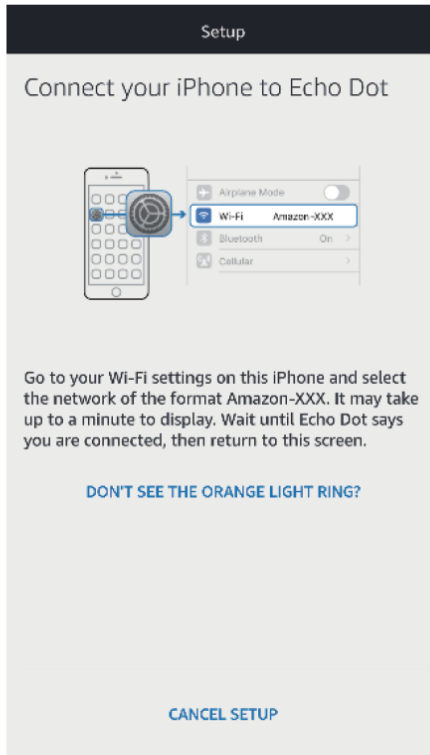 Setup
Connect your iPhone to Echo Dot
Airplane Mode
Wi-Fi Amazon-XXX
Bluetooth On
Cellular
Go to your Wi-Fi settings on this iPhone and select
the network of the format Amazon-XXX. It may take
up to a minute to display. Wait until Echo Dot says
you are connected, then return to this screen.
DON'T SEE THE ORANGE LIGHT RING?
CANCEL SETUP